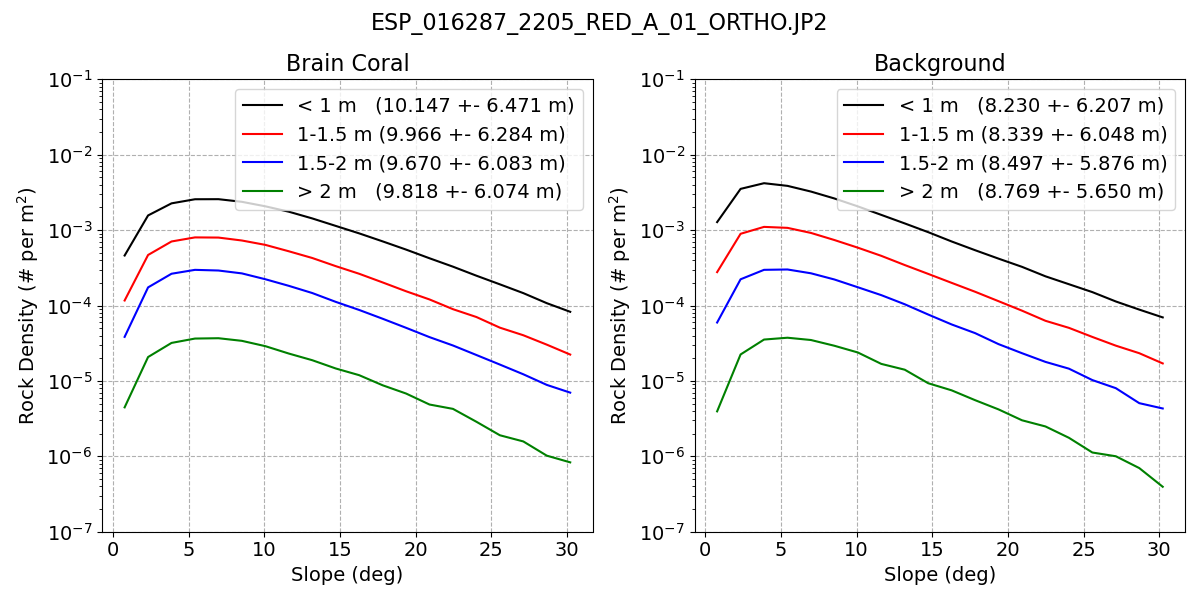 ESP_016287_2205_RED_A_01_ORTHO.JP2
Brain Coral
< 1 m (10.147 +- 6.471 m)
1-1.5 m (9.966 +- 6.284 m)
1.5-2 m (9.670 +- 6.083 m)
> 2 m (9.818 +- 6.074 m)
Rock Density (# per m²)
10⁻¹
10⁻²
10⁻³
10⁻⁴
10⁻⁵
10⁻⁶
10⁻⁷
0 5 10 15 20 25 30
Slope (deg)
Background
< 1 m (8.230 +- 6.207 m)
1-1.5 m (8.339 +- 6.048 m)
1.5-2 m (8.497 +- 5.876 m)
> 2 m (8.769 +- 5.650 m)
Rock Density (# per m²)
10⁻¹
10⁻²
10⁻³
10⁻⁴
10⁻⁵
10⁻⁶
10⁻⁷
0 5 10 15 20 25 30
Slope (deg)